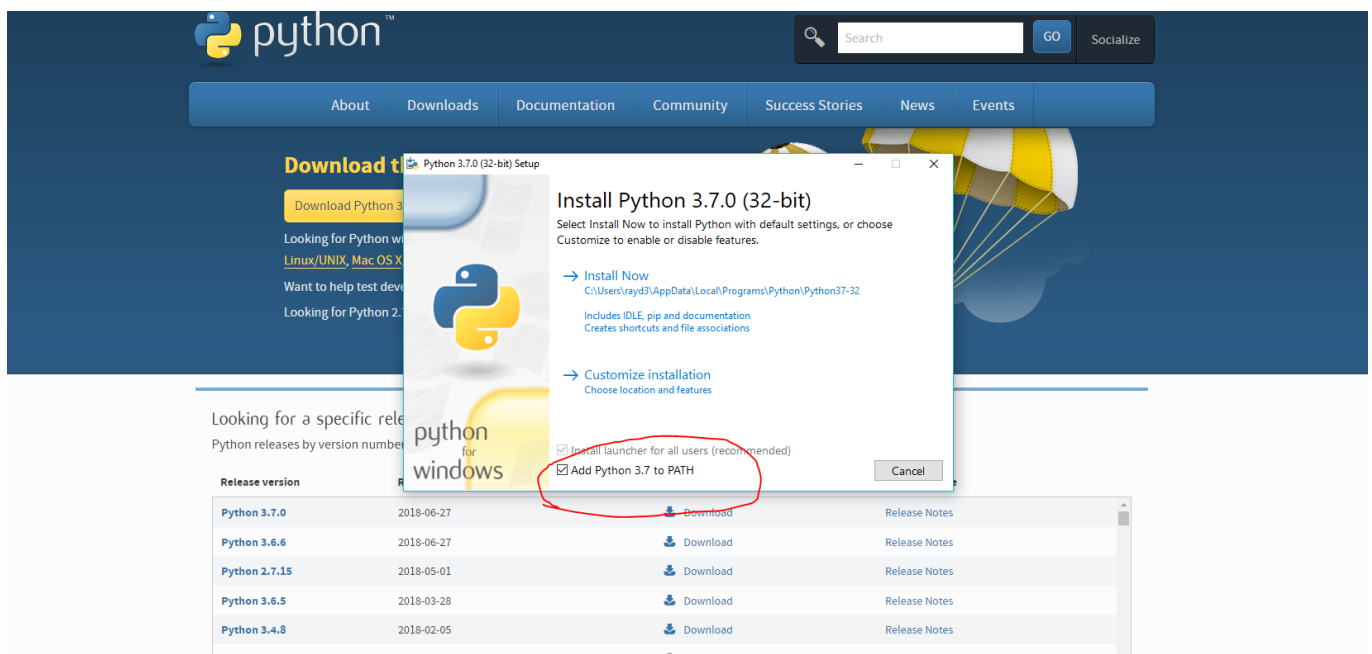 python™
Search
GO
Socialize
About Downloads Documentation Community Success Stories News Events
Download
Download Python 3
Looking for Python
Linux/UNIX, Mac OS X
Want to help test
Looking for Python 2.
Python 3.7.0 (32-bit) Setup
Install Python 3.7.0 (32-bit)
Select Install Now to install Python with default settings, or choose
Customize to enable or disable features.
→ Install Now
C:\Users\rayd3\AppData\Local\Programs\Python\Python37-32
Includes IDLE, pip and documentation
Creates shortcuts and file associations
→ Customize installation
Choose location and features
python
for
windows
Install launcher for all users (recommended)
Add Python 3.7 to PATH
Cancel
Looking for a specific
Python releases by version
Release version
Python 3.7.0 2018-06-27 Download Release Notes
Python 3.6.6 2018-06-27 Download Release Notes
Python 2.7.15 2018-05-01 Download Release Notes
Python 3.6.5 2018-03-28 Download Release Notes
Python 3.4.8 2018-02-05 Download Release Notes